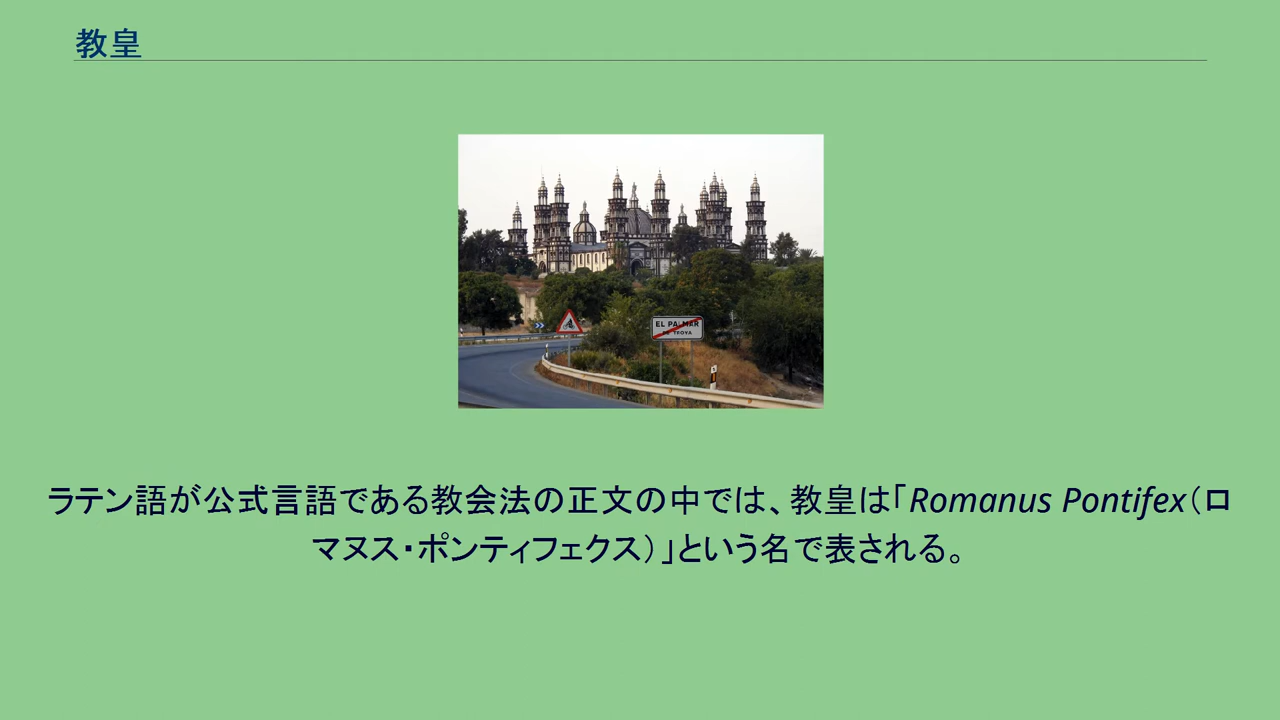 教皇
EL PALMAR
DE TROYA
ラテン語が公式言語である教会法の正文の中では、教皇は「Romanus Pontifex（ロ
マヌス・ポンティフェクス）」という名で表される。